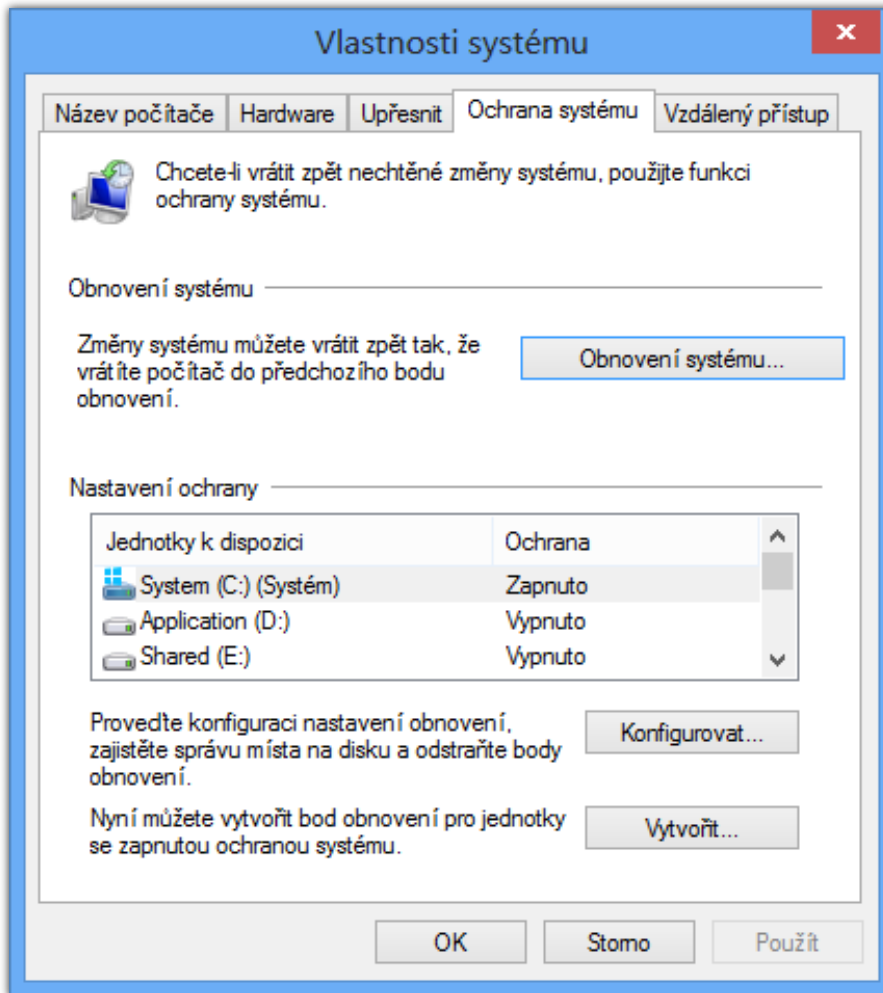 Vlastnosti systému
Název počítače Hardware Upřesnit Ochrana systému Vzdálený přístup
Chcete-li vrátit zpět nechtěné změny systému, použijte funkci
ochrany systému.
Obnovení systému
Změny systému můžete vrátit zpět tak, že
vrátíte počítač do předchozího bodu
obnovení.
Obnovení systému...
Nastavení ochrany
Jednotky k dispozici Ochrana
System (C:) (Systém) Zapnuto
Application (D:) Vypnuto
Shared (E:) Vypnuto
Proveďte konfiguraci nastavení obnovení,
zajistěte správu místa na disku a odstraňte body
obnovení.
Konfigurovat...
Nyní můžete vytvořit bod obnovení pro jednotky
se zapnutou ochranou systému.
Vytvořit...
OK Storno Použít